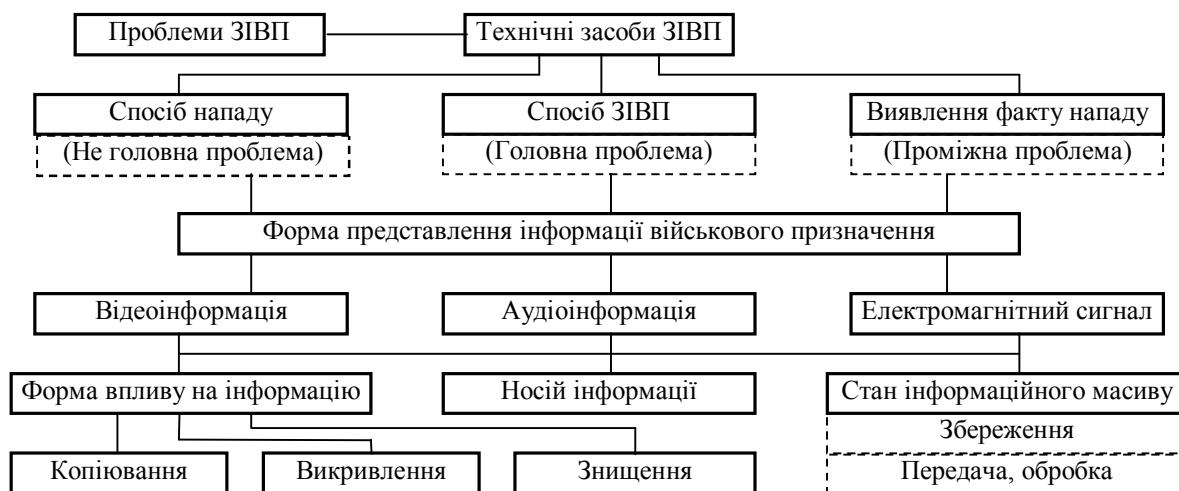 Проблеми ЗІВП
Технічні засоби ЗІВП
Спосіб нападу
Спосіб ЗІВП
Виявлення факту нападу
(Не головна проблема)
(Головна проблема)
(Проміжна проблема)
Форма представлення інформації військового призначення
Відеоінформація
Аудіоінформація
Електромагнітний сигнал
Форма впливу на інформацію
Носій інформації
Стан інформаційного масиву
Збереження
Копіювання
Викривлення
Знищення
Передача, обробка